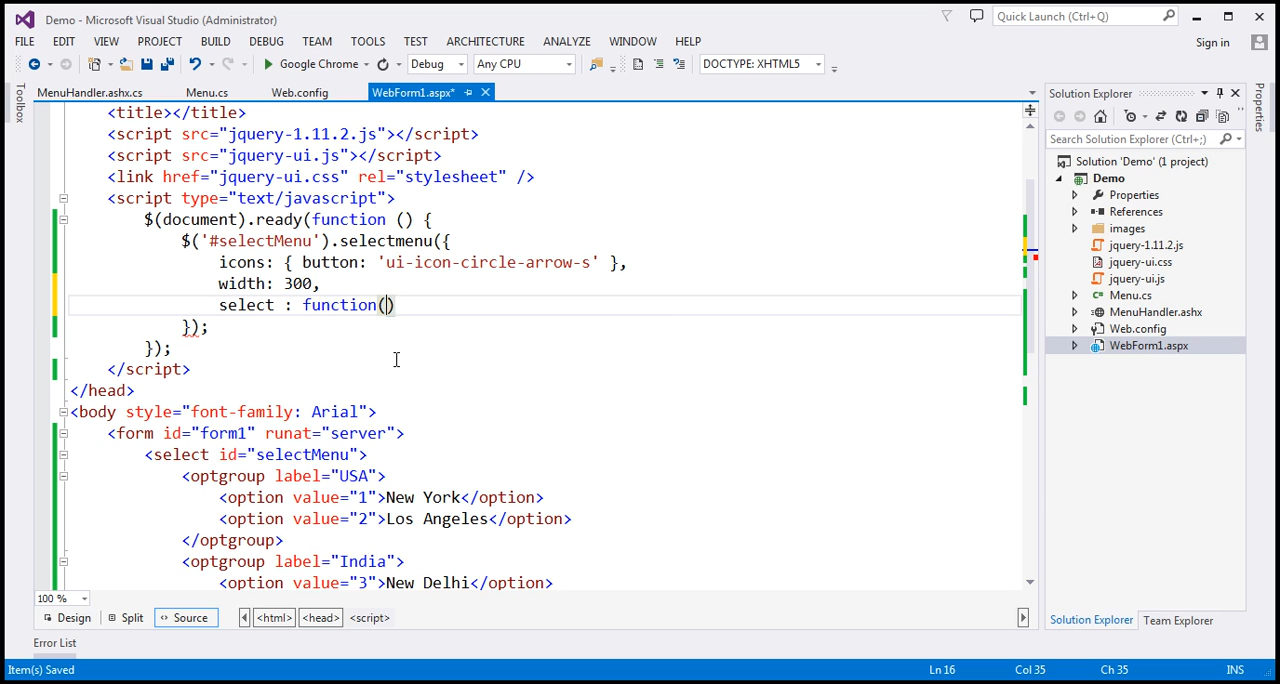 Demo - Microsoft Visual Studio (Administrator)
Quick Launch (Ctrl+Q)
FILE EDIT VIEW PROJECT BUILD DEBUG TEAM TOOLS TEST ARCHITECTURE ANALYZE WINDOW HELP
Sign in
Google Chrome
Debug
Any CPU
DOCTYPE: XHTML5
Toolbox
MenuHandler.ashx.cs
Menu.cs
Web.config
WebForm1.aspx*
<title></title>
<script src="jquery-1.11.2.js"></script>
<script src="jquery-ui.js"></script>
<link href="jquery-ui.css" rel="stylesheet" />
<script type="text/javascript">
$(document).ready(function () {
$('#selectMenu').selectmenu({
icons: { button: 'ui-icon-circle-arrow-s' },
width: 300,
select : function()
});
});
</script>
</head>
<body style="font-family: Arial">
<form id="form1" runat="server">
<select id="selectMenu">
<optgroup label="USA">
<option value="1">New York</option>
<option value="2">Los Angeles</option>
</optgroup>
<optgroup label="India">
<option value="3">New Delhi</option>
100 %
Design
Split
Source
<html>
<head>
<script>
Error List
Solution Explorer
Search Solution Explorer (Ctrl+;)
Solution 'Demo' (1 project)
Demo
Properties
References
images
jquery-1.11.2.js
jquery-ui.css
jquery-ui.js
Menu.cs
MenuHandler.ashx
Web.config
WebForm1.aspx
Solution Explorer
Team Explorer
Properties
Item(s) Saved
Ln 16
Col 35
Ch 35
INS